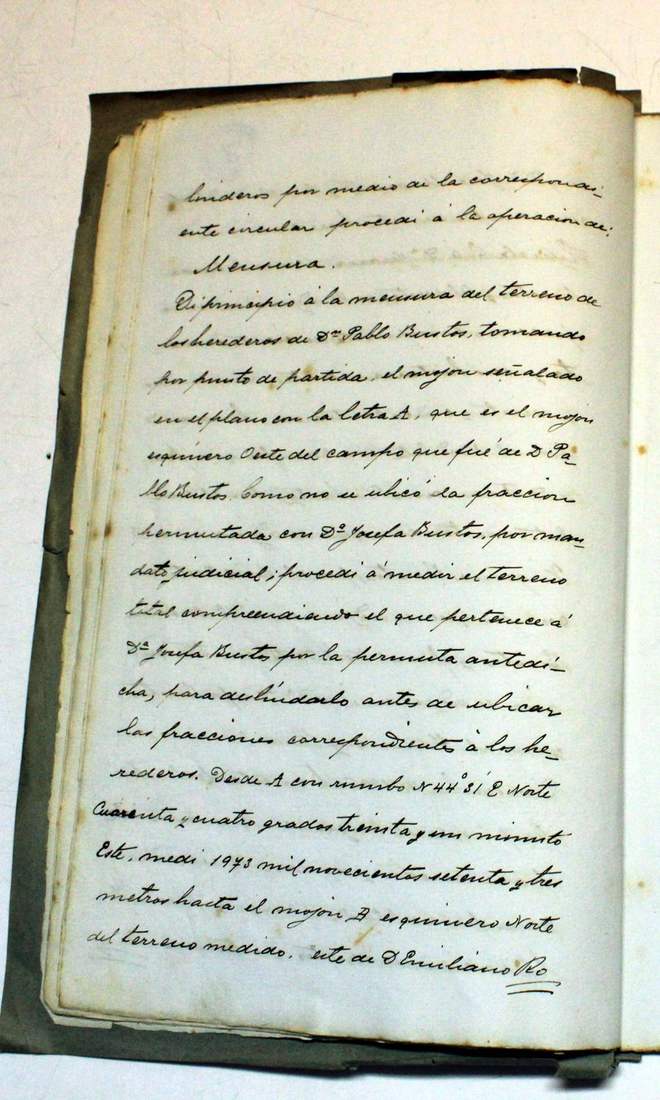 linderos por medio de la correspondi-
ente circular procedi á la operacion de:
Mensura.
Di principio á la mensura del terreno de
los herederos de Dn Pablo Bustos, tomando
por punto de partida, el mojon señalado
en el plano con la letra A, que es el mojon
esquinero Oeste del campo que fué de D Pa-
blo Bustos. Como no se ubicó la fraccion
permutada con Da. Josefa Bustos, por man-
dato judicial; procedi á medir el terreno
total compreendiendo el que pertenece á
Da Josefa Bustos por la permuta antedi-
cha, para deslindarlo antes de ubicar
las fracciones correspondientes á los he-
rederos. Desde A con rumbo N 44° 31' E Norte
Cuarenta y cuatro grados treinta y un minuto
Este, medi 1973 mil novecientos setenta y tres
metros hasta el mojon esquinero Norte
del terreno medido. este de D Emiliano Ro